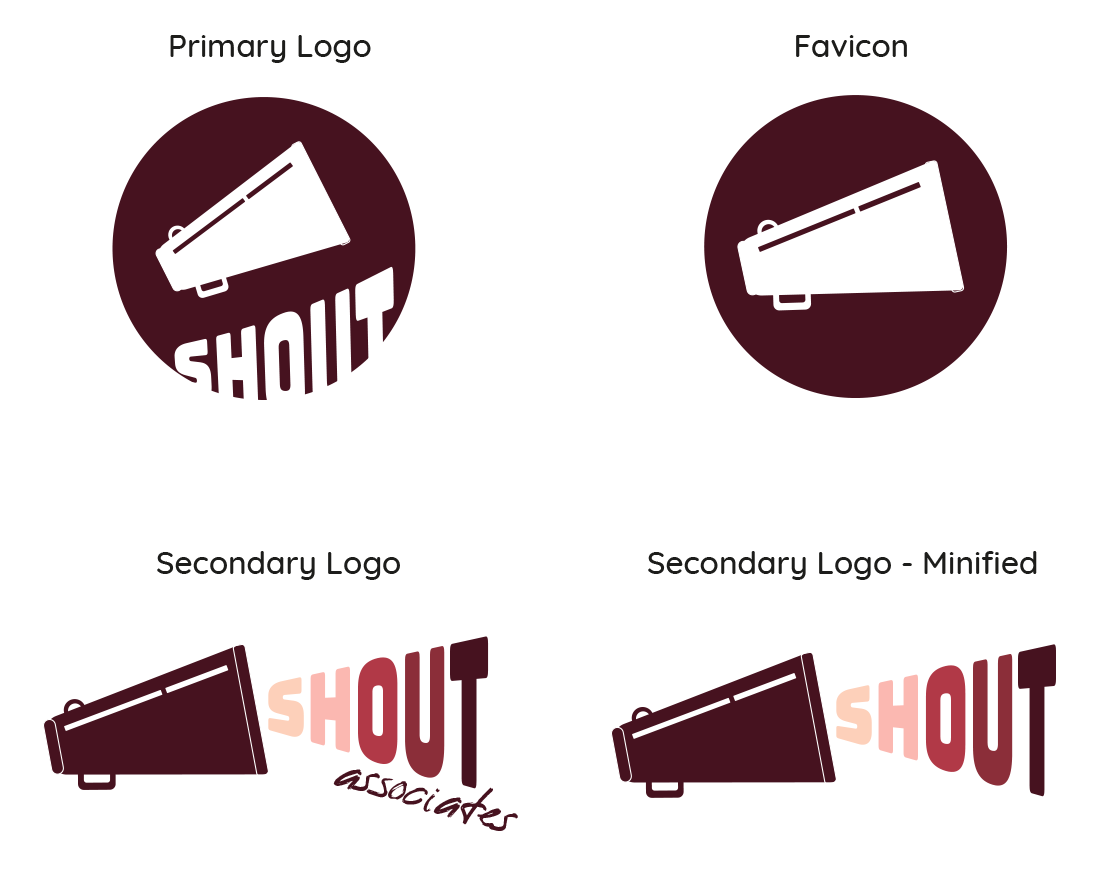 Primary Logo
Favicon
SHOUT
Secondary Logo
Secondary Logo - Minified
SHOUT
associates
SHOUT